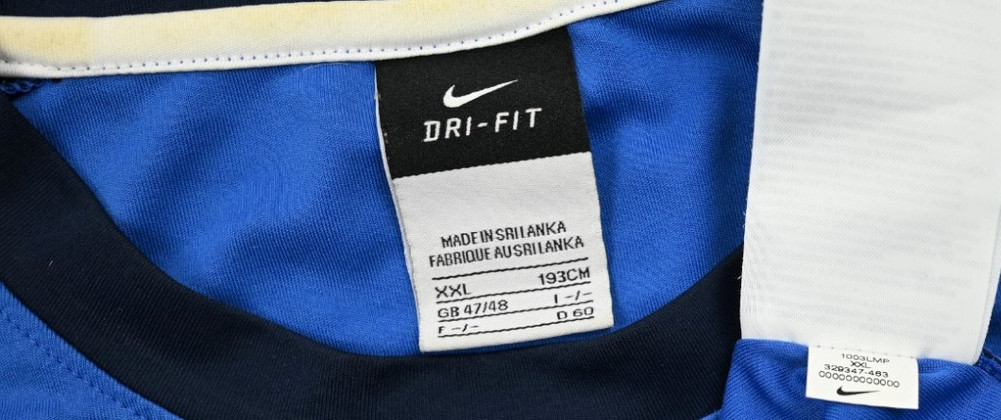 DRI-FIT
MADE IN SRI LANKA
FABRIQUE AU SRI LANKA
XXL 193CM
GB 47/48 I -/-
F -/- D 60
1003LMP
XXL
329347-463
000000000000